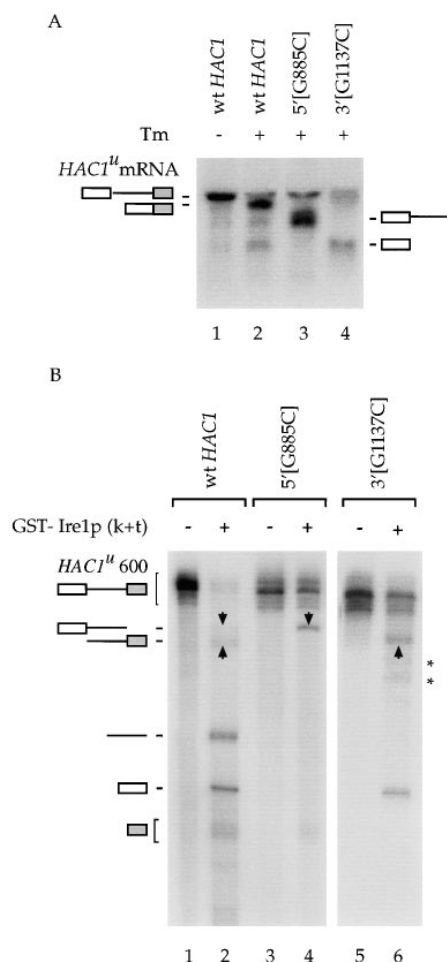 A
wt HAC1
wt HAC1
5′[G885C]
3′[G1137C]
Tm - + + +
HAC1ᵘ mRNA
1 2 3 4
B
wt HAC1
5′[G885C]
3′[G1137C]
GST- Ire1p (k+t) - + - + - +
HAC1ᵘ 600
*
*
1 2 3 4 5 6